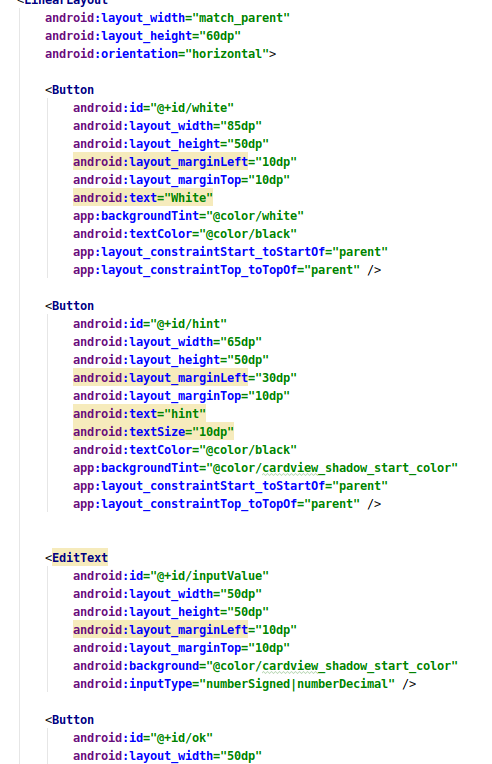 <LinearLayout
android:layout_width="match_parent"
android:layout_height="60dp"
android:orientation="horizontal">
<Button
android:id="@+id/white"
android:layout_width="85dp"
android:layout_height="50dp"
android:layout_marginLeft="10dp"
android:layout_marginTop="10dp"
android:text="White"
app:backgroundTint="@color/white"
android:textColor="@color/black"
app:layout_constraintStart_toStartOf="parent"
app:layout_constraintTop_toTopOf="parent" />
<Button
android:id="@+id/hint"
android:layout_width="65dp"
android:layout_height="50dp"
android:layout_marginLeft="30dp"
android:layout_marginTop="10dp"
android:text="hint"
android:textSize="10dp"
android:textColor="@color/black"
app:backgroundTint="@color/cardview_shadow_start_color"
app:layout_constraintStart_toStartOf="parent"
app:layout_constraintTop_toTopOf="parent" />
<EditText
android:id="@+id/inputValue"
android:layout_width="50dp"
android:layout_height="50dp"
android:layout_marginLeft="10dp"
android:layout_marginTop="10dp"
android:background="@color/cardview_shadow_start_color"
android:inputType="numberSigned|numberDecimal" />
<Button
android:id="@+id/ok"
android:layout_width="50dp"